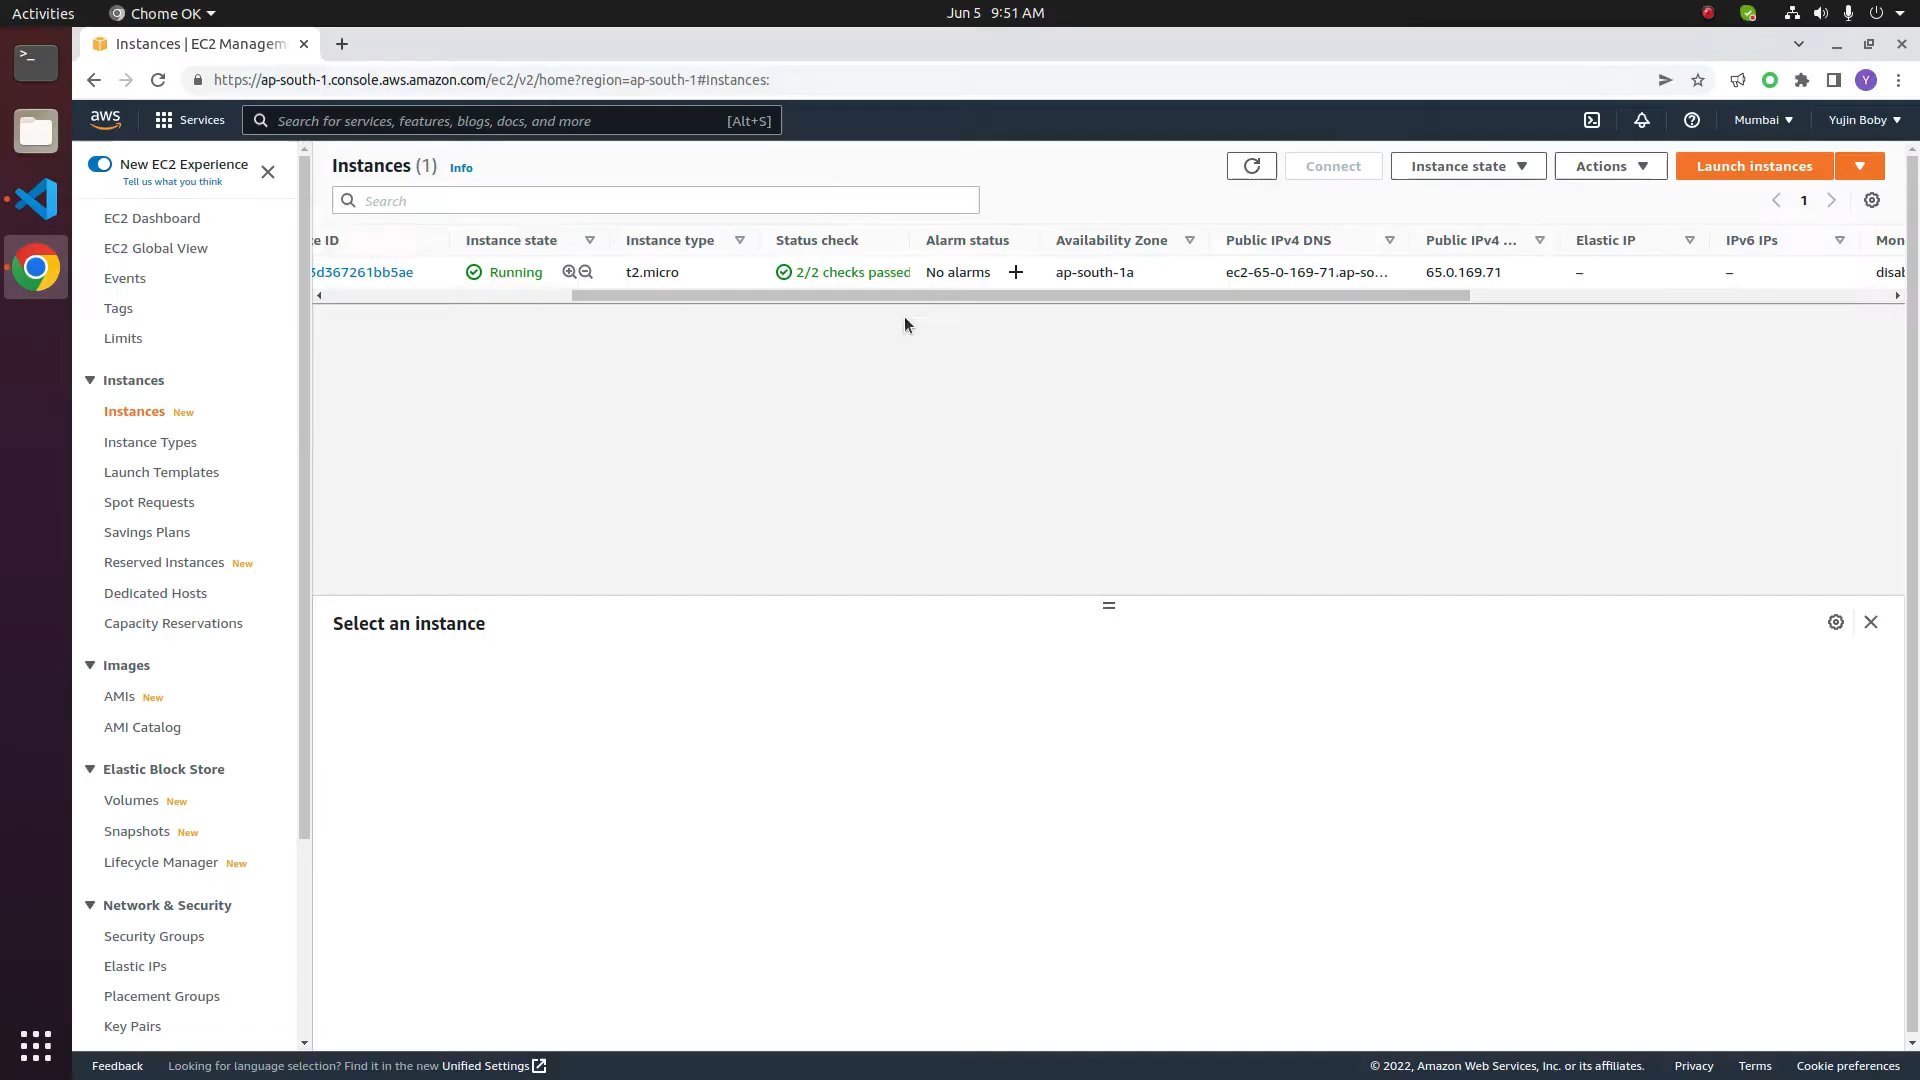 Activities
Chome OK
Jun 5 9:51 AM
Instances | EC2 Managem
https://ap-south-1.console.aws.amazon.com/ec2/v2/home?region=ap-south-1#Instances:
Y
aws
Services
Search for services, features, blogs, docs, and more
[Alt+S]
Mumbai
Yujin Boby
New EC2 Experience
Tell us what you think
EC2 Dashboard
EC2 Global View
Events
Tags
Limits
Instances
Instances New
Instance Types
Launch Templates
Spot Requests
Savings Plans
Reserved Instances New
Dedicated Hosts
Capacity Reservations
Images
AMIs New
AMI Catalog
Elastic Block Store
Volumes New
Snapshots New
Lifecycle Manager New
Network & Security
Security Groups
Elastic IPs
Placement Groups
Key Pairs
Instances (1) Info
Connect
Instance state
Actions
Launch instances
Search
1
e ID Instance state Instance type Status check Alarm status Availability Zone Public IPv4 DNS Public IPv4 ... Elastic IP IPv6 IPs Mon
3d367261bb5ae Running t2.micro 2/2 checks passed No alarms + ap-south-1a ec2-65-0-169-71.ap-so... 65.0.169.71 – – disab
Select an instance
Feedback
Looking for language selection? Find it in the new Unified Settings
© 2022, Amazon Web Services, Inc. or its affiliates.
Privacy
Terms
Cookie preferences